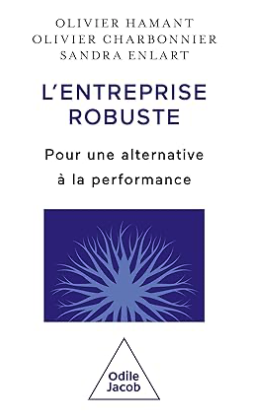 OLIVIER HAMANT
OLIVIER CHARBONNIER
SANDRA ENLART
L'ENTREPRISE
ROBUSTE
Pour une alternative
à la performance
Odile
Jacob